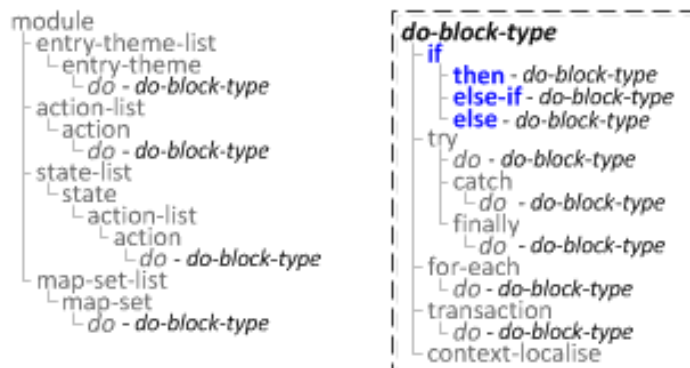 module
entry-theme-list
entry-theme
do - do-block-type
action-list
action
do - do-block-type
state-list
state
action-list
action
do - do-block-type
map-set-list
map-set
do - do-block-type
do-block-type
if
then - do-block-type
else-if - do-block-type
else - do-block-type
try
do - do-block-type
catch
do - do-block-type
finally
do - do-block-type
for-each
do - do-block-type
transaction
do - do-block-type
context-localise